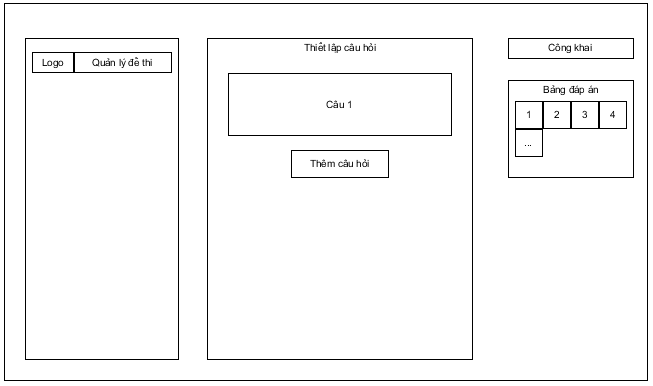 Logo
Quản lý đề thi
Thiết lập câu hỏi
Câu 1
Thêm câu hỏi
Công khai
Bảng đáp án
1 2 3 4
...